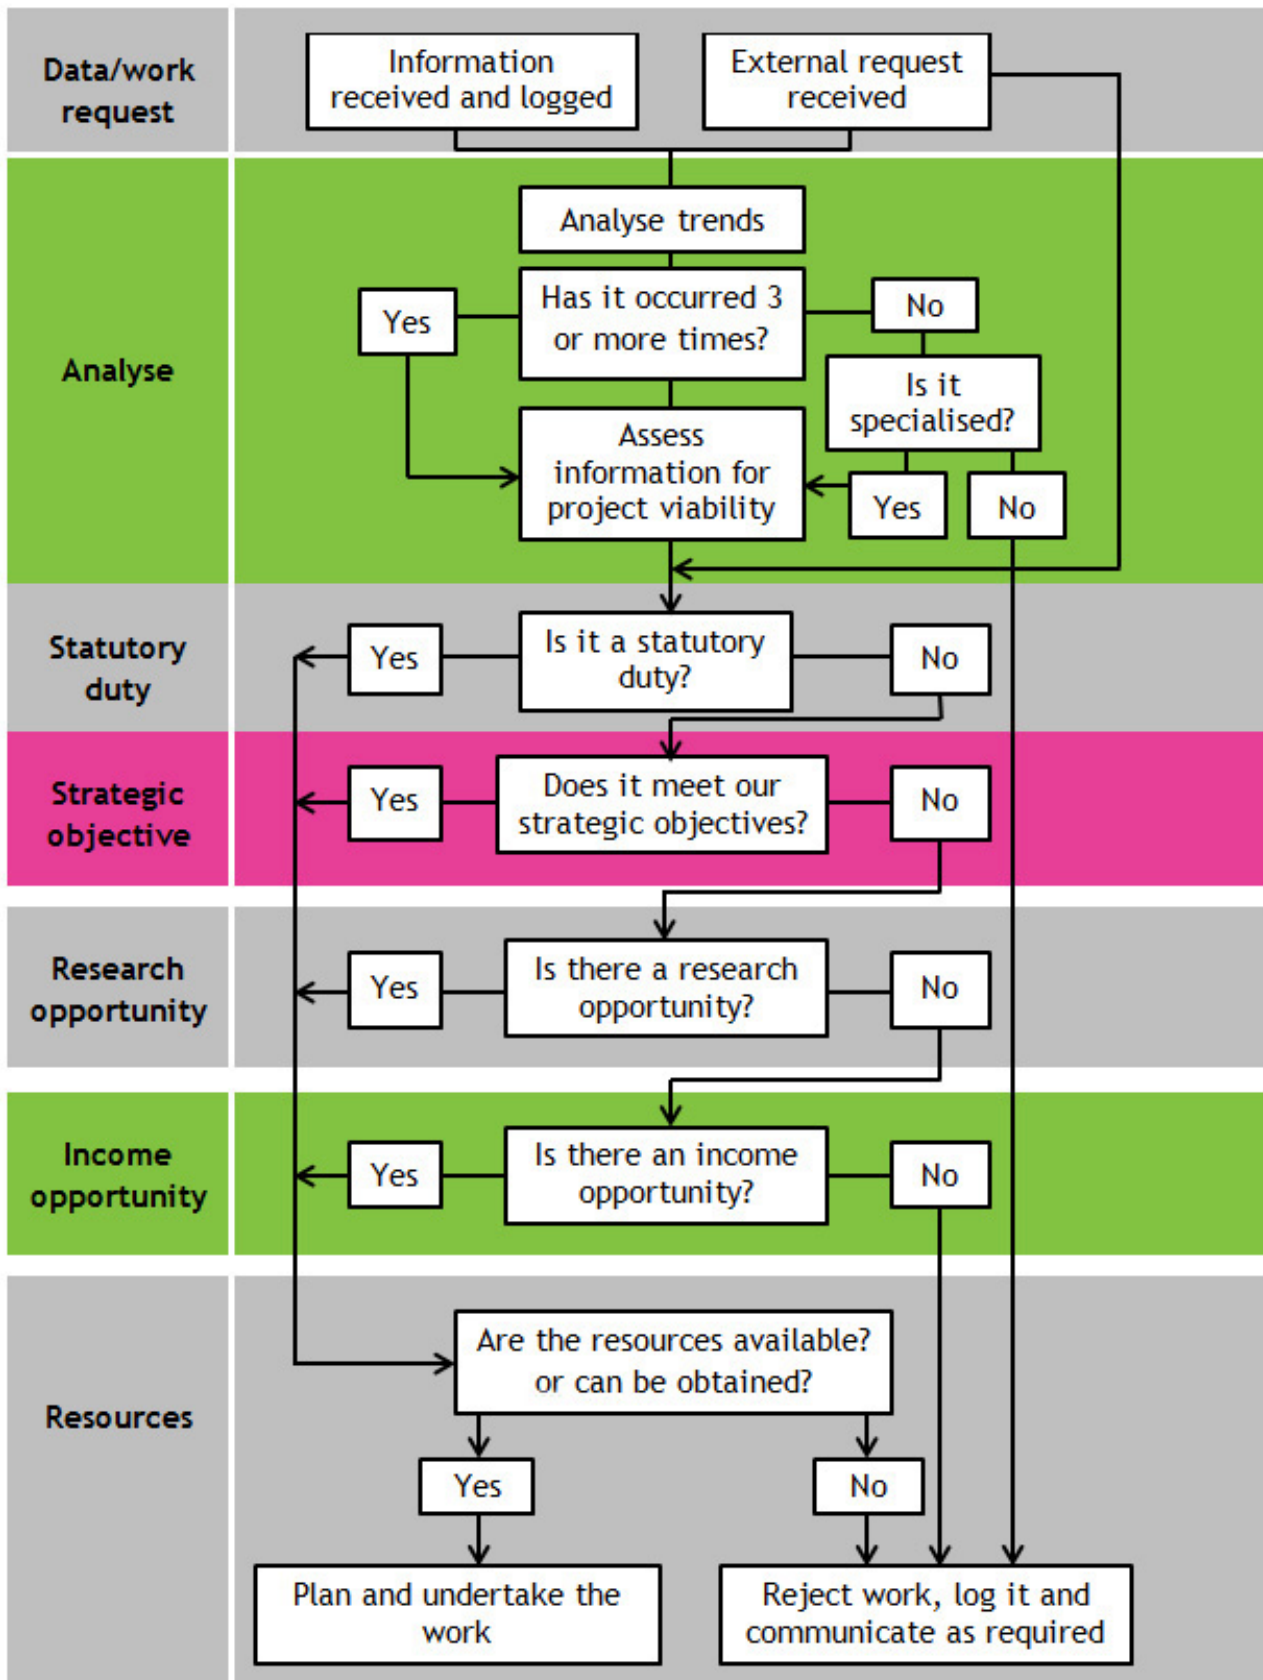 Data/work
request
Information
received and logged
External request
received
Analyse
Analyse trends
Has it occurred 3
or more times?
Yes
No
Is it
specialised?
Assess
information for
project viability
Yes
No
Statutory
duty
Yes
Is it a statutory
duty?
No
Strategic
objective
Yes
Does it meet our
strategic objectives?
No
Research
opportunity
Yes
Is there a research
opportunity?
No
Income
opportunity
Yes
Is there an income
opportunity?
No
Resources
Are the resources available?
or can be obtained?
Yes
No
Plan and undertake the
work
Reject work, log it and
communicate as required